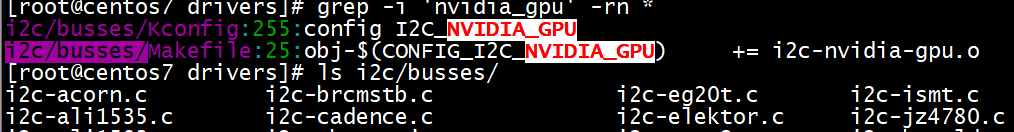 [root@centos7 drivers]# grep -i 'nvidia_gpu' -rn *
i2c/busses/Kconfig:255:config I2C_NVIDIA_GPU
i2c/busses/Makefile:25:obj-$(CONFIG_I2C_NVIDIA_GPU) += i2c-nvidia-gpu.o
[root@centos7 drivers]# ls i2c/busses/
i2c-acorn.c i2c-brcmstb.c i2c-eg20t.c i2c-ismt.c
i2c-ali1535.c i2c-cadence.c i2c-elektor.c i2c-jz4780.c